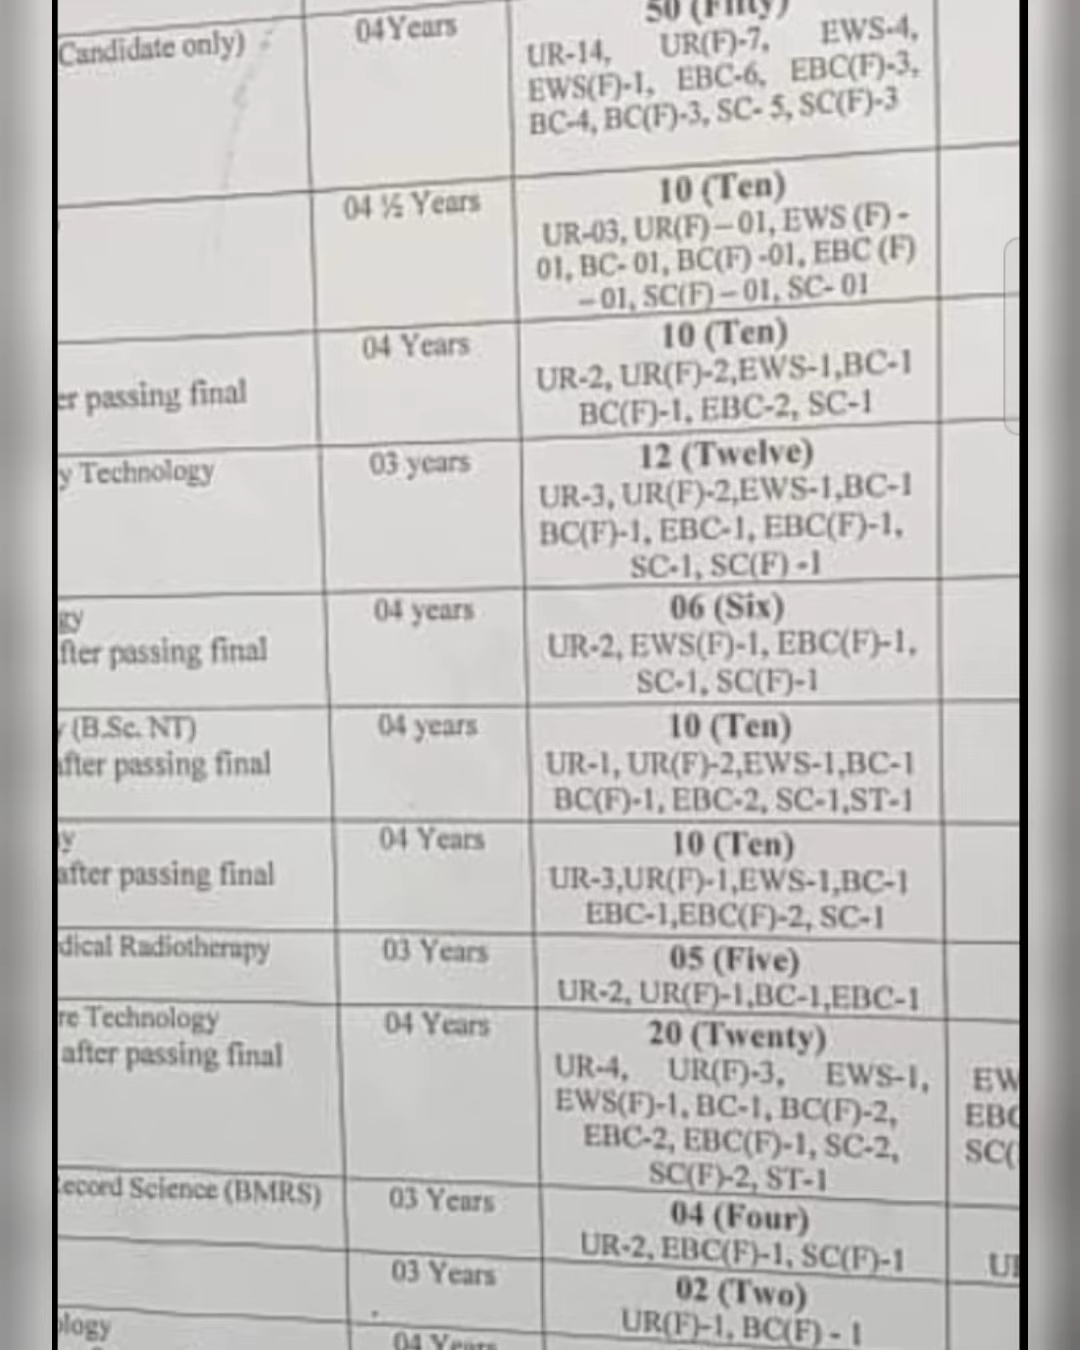 50 (Fifty)
Candidate only)
04Years
UR-14, UR(F)-7, EWS-4,
EWS(F)-1, EBC-6, EBC(F)-3,
BC-4, BC(F)-3, SC- 5, SC(F)-3
04 ½ Years
10 (Ten)
UR-03, UR(F) – 01, EWS (F) -
01, BC- 01, BC(F) -01, EBC (F)
– 01, SC(F) – 01, SC- 01
er passing final
04 Years
10 (Ten)
UR-2, UR(F)-2,EWS-1,BC-1
BC(F)-1, EBC-2, SC-1
y Technology
03 years
12 (Twelve)
UR-3, UR(F)-2,EWS-1,BC-1
BC(F)-1, EBC-1, EBC(F)-1,
SC-1, SC(F) -1
gy
fter passing final
04 years
06 (Six)
UR-2, EWS(F)-1, EBC(F)-1,
SC-1, SC(F)-1
(B.Sc. NT)
after passing final
04 years
10 (Ten)
UR-1, UR(F)-2,EWS-1,BC-1
BC(F)-1, EBC-2, SC-1,ST-1
y
after passing final
04 Years
10 (Ten)
UR-3,UR(F)-1,EWS-1,BC-1
EBC-1,EBC(F)-2, SC-1
dical Radiotherapy
03 Years
05 (Five)
UR-2, UR(F)-1,BC-1,EBC-1
re Technology
after passing final
04 Years
20 (Twenty)
UR-4, UR(F)-3, EWS-1,
EWS(F)-1, BC-1, BC(F)-2,
EBC-2, EBC(F)-1, SC-2,
SC(F)-2, ST-1
EW
EBC
SC(
ecord Science (BMRS)
03 Years
04 (Four)
UR-2, EBC(F)-1, SC(F)-1
03 Years
02 (Two)
UR(F)-1, BC(F) - 1
ology
04 Years